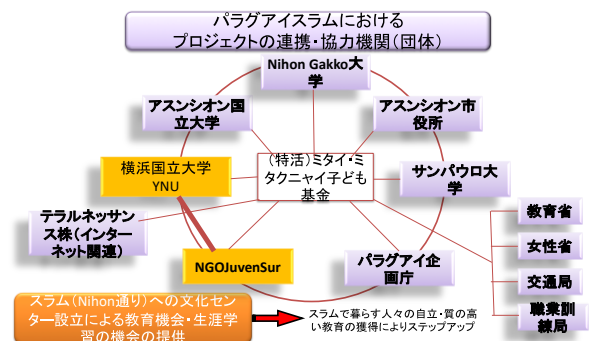 パラグアイスラムにおける
プロジェクトの連携・協力機関(団体)
Nihon Gakko大
学
アスンシオン国
立大学
アスンシオン市
役所
横浜国立大学
YNU
(特活)ミタイ・ミ
タクニャイ子ども
基金
サンパウロ大
学
テラルネッサン
ス株(インター
ネット関連)
NGOJuvenSur
パラグアイ企
画庁
教育省
女性省
交通局
職業訓
練局
スラム(Nihon通り)への文化セン
ター設立による教育機会・生涯学
習の機会の提供
スラムで暮らす人々の自立・質の高
い教育の獲得によりステップアップ